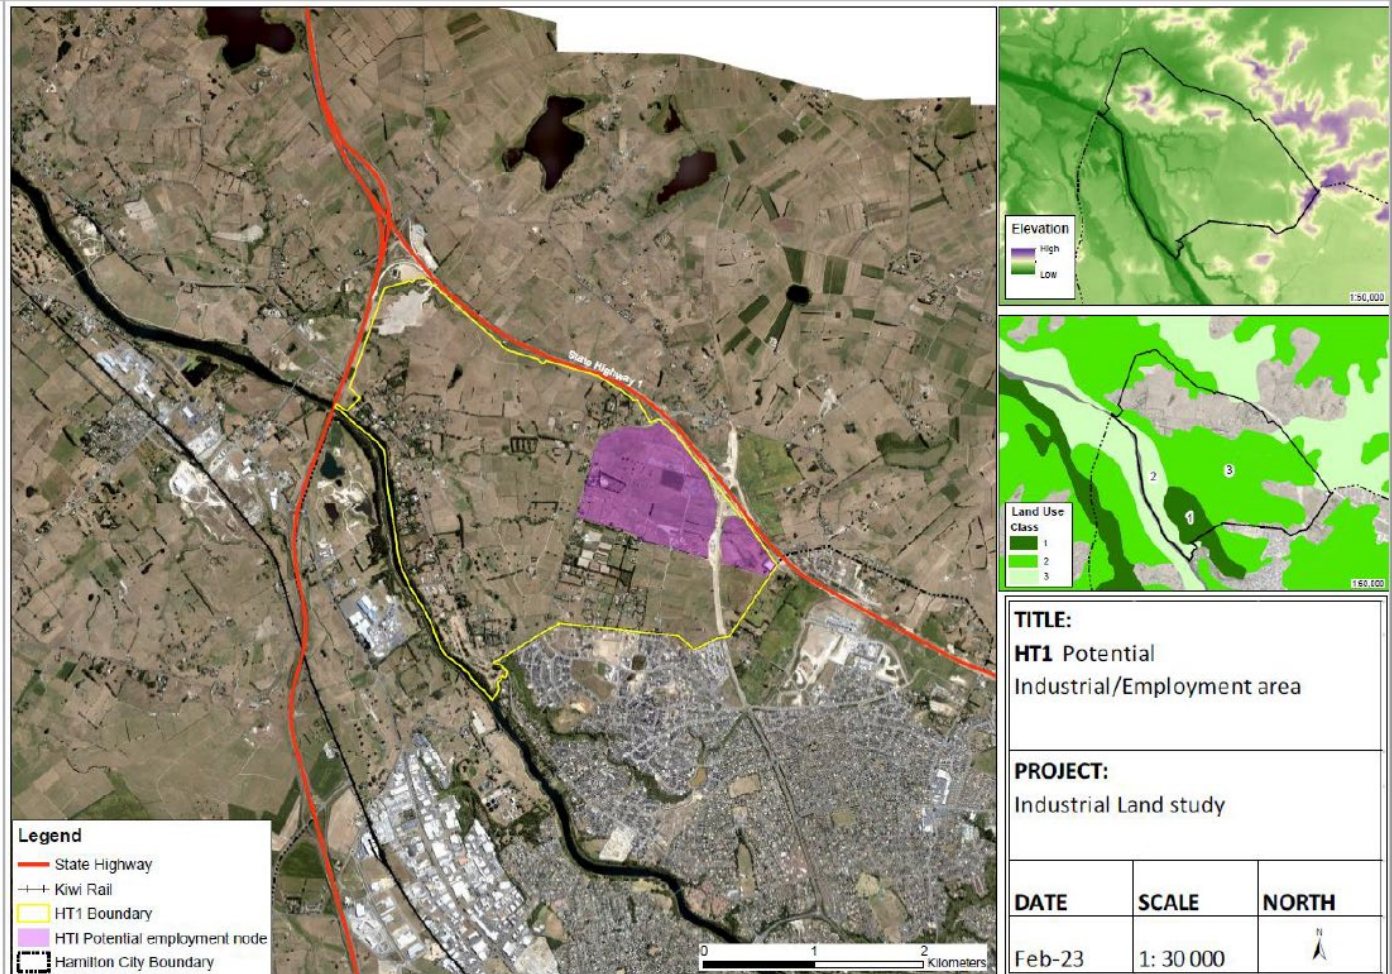 State Highway 1
Legend
State Highway
Kiwi Rail
HT1 Boundary
HTI Potential employment node
Hamilton City Boundary
0 1 2
Kilometers
Elevation
High
Low
1:50,000
2
3
1
Land Use
Class
1
2
3
1:50,000
TITLE:
HT1 Potential
Industrial/Employment area
PROJECT:
Industrial Land study
DATE SCALE NORTH
N
Feb-23 1: 30 000